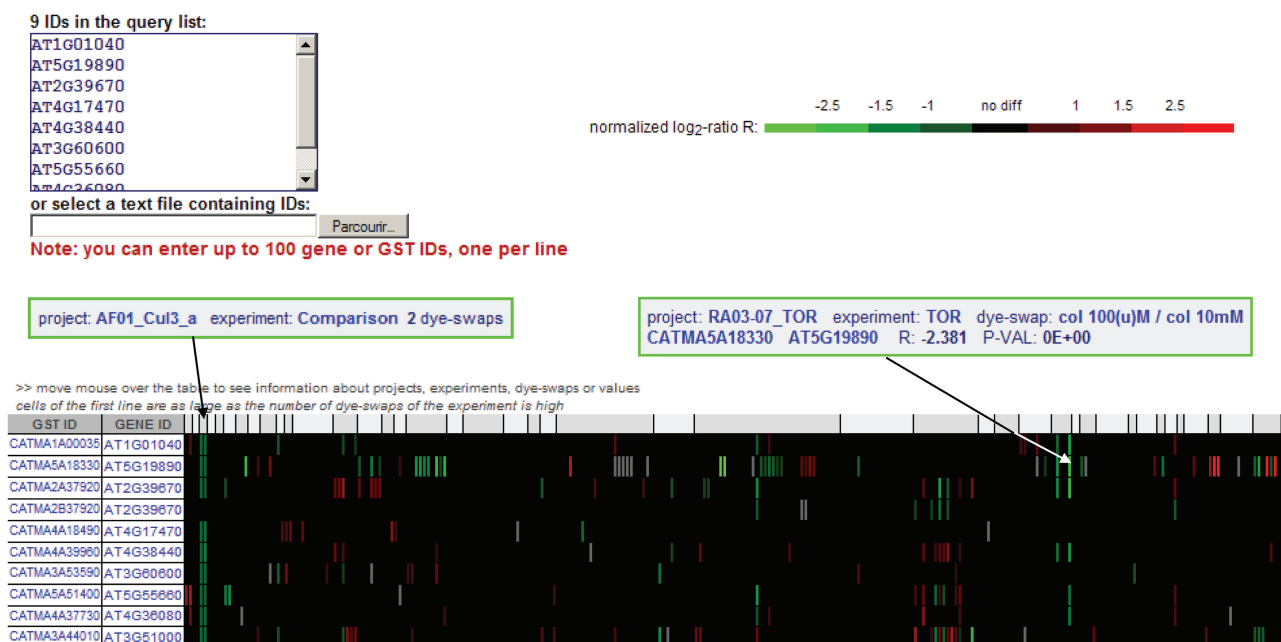 9 IDs in the query list:
AT1G01040
AT5G19890
AT2G39670
AT4G17470
AT4G38440
AT3G60600
AT5G55660
AT4G36080
or select a text file containing IDs:
Parcourir...
Note: you can enter up to 100 gene or GST IDs, one per line
-2.5 -1.5 -1 no diff 1 1.5 2.5
normalized log2-ratio R:
project: AF01_Cul3_a experiment: Comparison 2 dye-swaps
project: RA03-07_TOR experiment: TOR dye-swap: col 100(u)M / col 10mM
CATMA5A18330 AT5G19890 R: -2.381 P-VAL: 0E+00
>> move mouse over the table to see information about projects, experiments, dye-swaps or values
cells of the first line are as large as the number of dye-swaps of the experiment is high
GST ID GENE ID
CATMA1A00035 AT1G01040
CATMA5A18330 AT5G19890
CATMA2A37920 AT2G39670
CATMA2B37920 AT2G39670
CATMA4A18490 AT4G17470
CATMA4A39960 AT4G38440
CATMA3A53590 AT3G60600
CATMA5A51400 AT5G55660
CATMA4A37730 AT4G36080
CATMA3A44010 AT3G51000